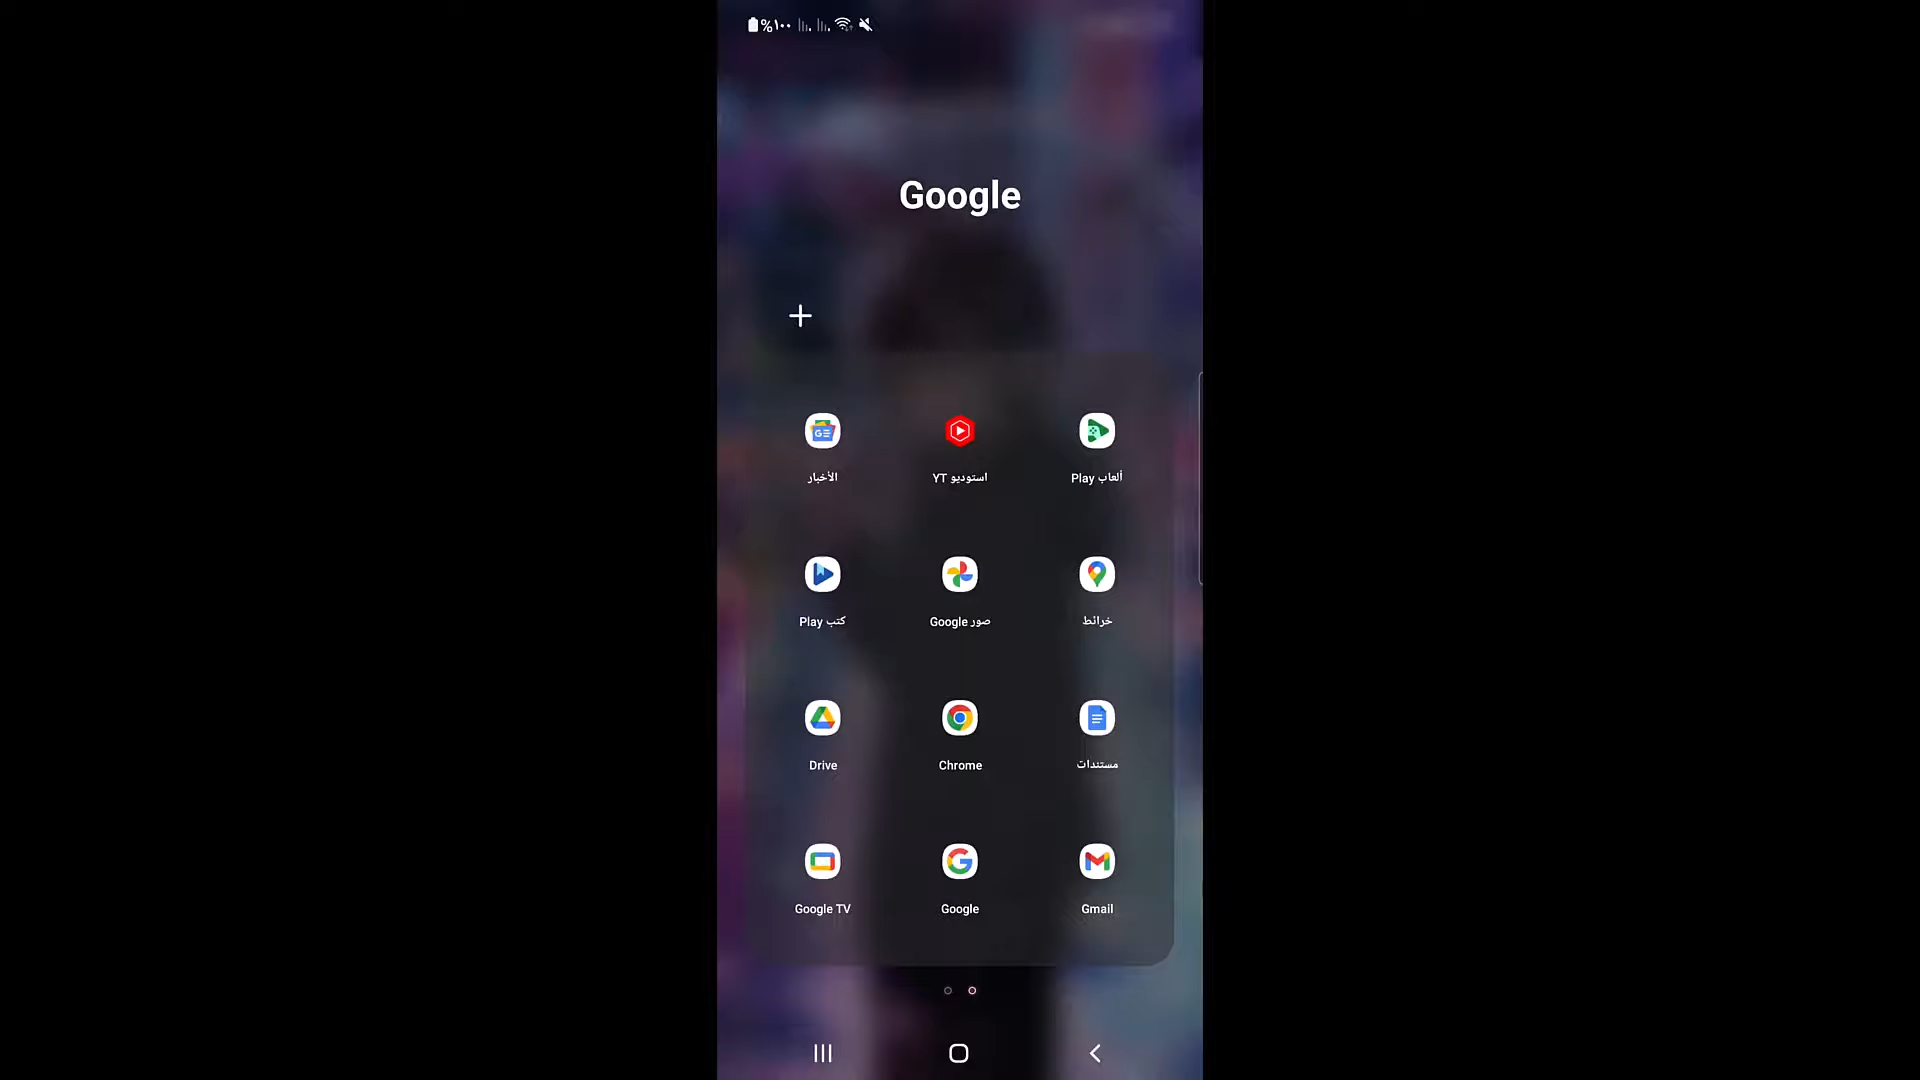 %١٠٠
Google
ألعاب Play
استوديو YT
الأخبار
خرائط
صور Google
كتب Play
مستندات
Chrome
Drive
Gmail
Google
Google TV